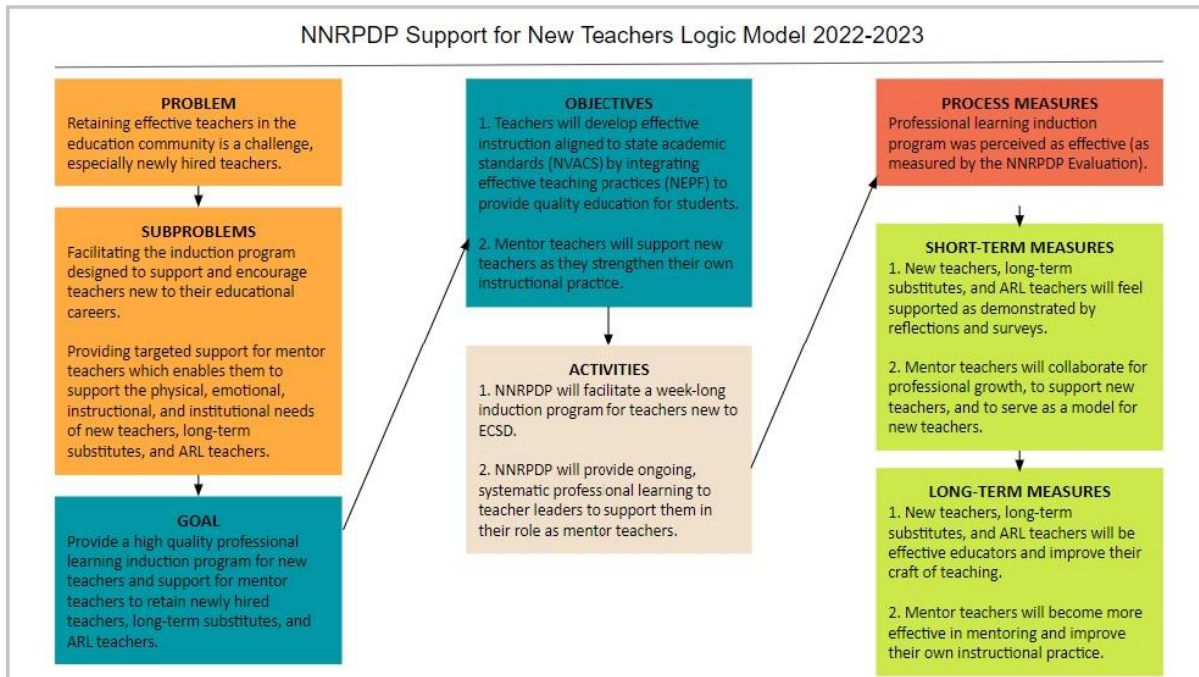 NNRPDP Support for New Teachers Logic Model 2022-2023
PROBLEM
Retaining effective teachers in the
education community is a challenge,
especially newly hired teachers.
SUBPROBLEMS
Facilitating the induction program
designed to support and encourage
teachers new to their educational
careers.
Providing targeted support for mentor
teachers which enables them to
support the physical, emotional,
instructional, and institutional needs
of new teachers, long-term
substitutes, and ARL teachers.
GOAL
Provide a high quality professional
learning induction program for new
teachers and support for mentor
teachers to retain newly hired
teachers, long-term substitutes, and
ARL teachers.
OBJECTIVES
1. Teachers will develop effective
instruction aligned to state academic
standards (NVACS) by integrating
effective teaching practices (NEPF) to
provide quality education for students.
2. Mentor teachers will support new
teachers as they strengthen their own
instructional practice.
ACTIVITIES
1. NNRPDP will facilitate a week-long
induction program for teachers new to
ECSD.
2. NNRPDP will provide ongoing,
systematic professional learning to
teacher leaders to support them in
their role as mentor teachers.
PROCESS MEASURES
Professional learning induction
program was perceived as effective (as
measured by the NNRPDP Evaluation).
SHORT-TERM MEASURES
1. New teachers, long-term
substitutes, and ARL teachers will feel
supported as demonstrated by
reflections and surveys.
2. Mentor teachers will collaborate for
professional growth, to support new
teachers, and to serve as a model for
new teachers.
LONG-TERM MEASURES
1. New teachers, long-term
substitutes, and ARL teachers will be
effective educators and improve their
craft of teaching.
2. Mentor teachers will become more
effective in mentoring and improve
their own instructional practice.